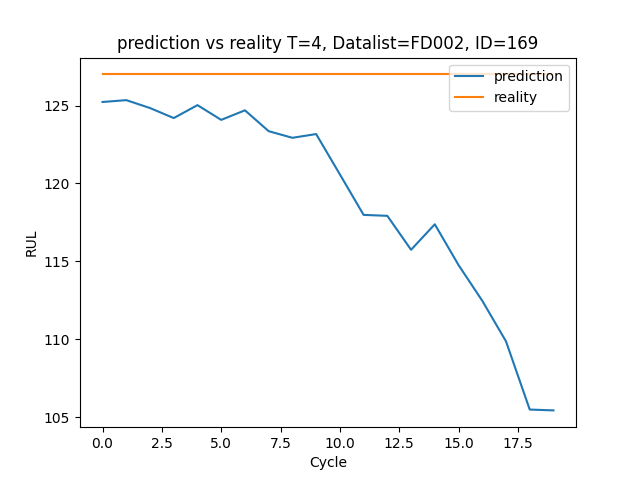 prediction vs reality T=4, Datalist=FD002, ID=169
prediction
reality
125
120
115
110
105
RUL
0.0 2.5 5.0 7.5 10.0 12.5 15.0 17.5
Cycle